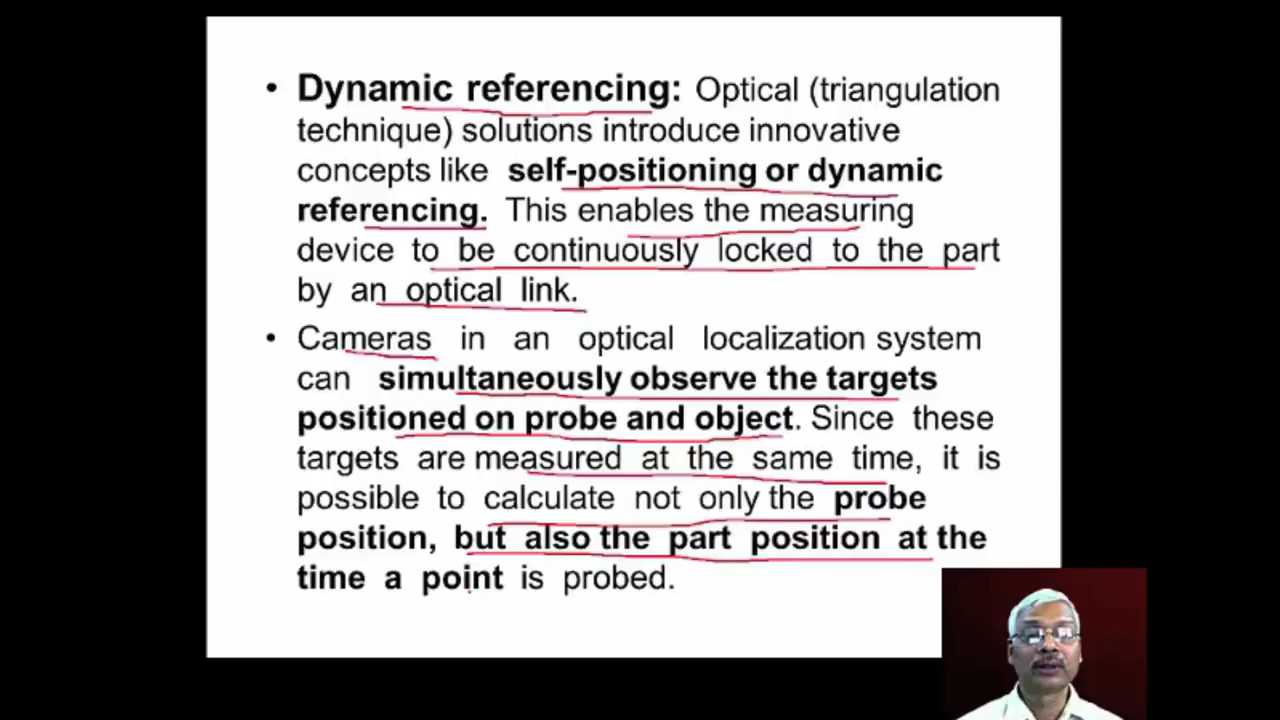 • Dynamic referencing: Optical (triangulation
technique) solutions introduce innovative
concepts like self-positioning or dynamic
referencing. This enables the measuring
device to be continuously locked to the part
by an optical link.
• Cameras in an optical localization system
can simultaneously observe the targets
positioned on probe and object. Since these
targets are measured at the same time, it is
possible to calculate not only the probe
position, but also the part position at the
time a point is probed.